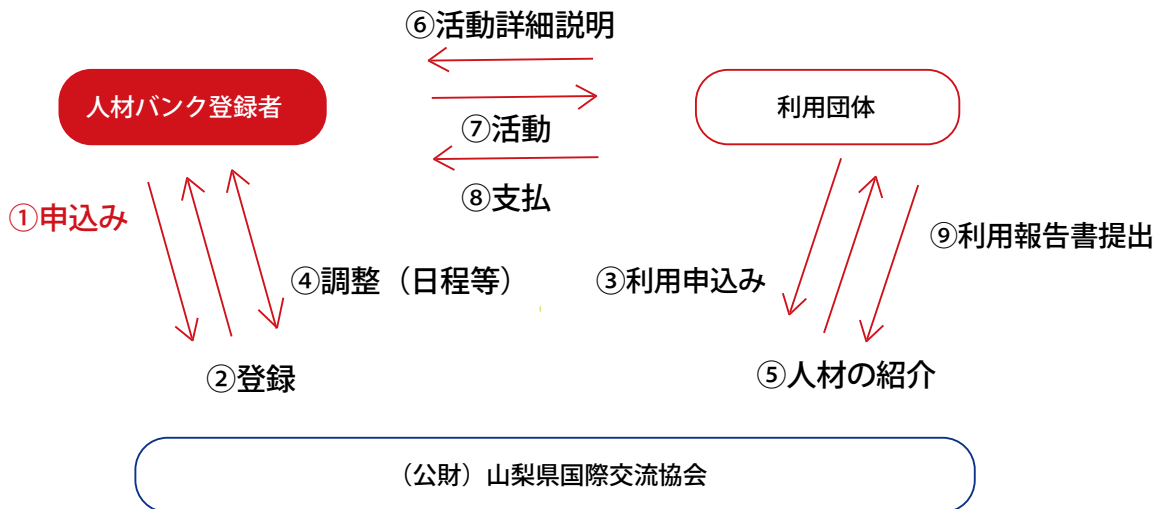 ⑥活動詳細説明
人材バンク登録者
利用団体
⑦活動
⑧支払
①申込み
⑨利用報告書提出
④調整（日程等）
③利用申込み
②登録
⑤人材の紹介
（公財）山梨県国際交流協会